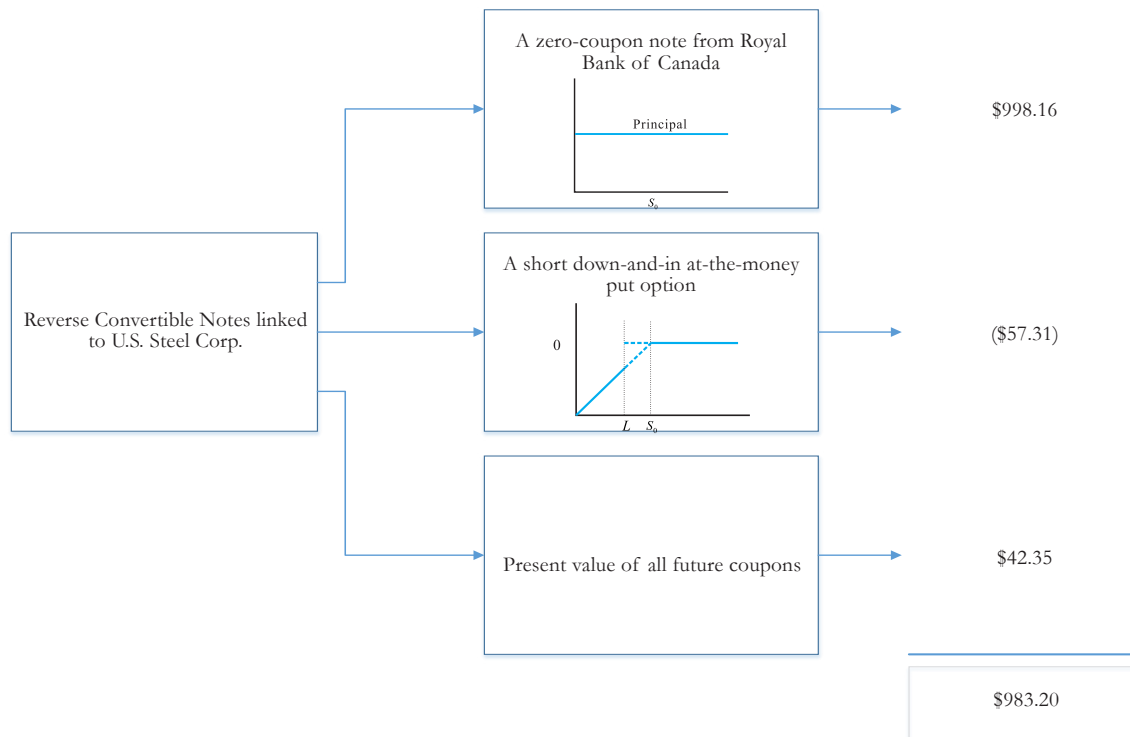 A zero-coupon note from Royal
Bank of Canada
Principal
S₀
$998.16
Reverse Convertible Notes linked
to U.S. Steel Corp.
A short down-and-in at-the-money
put option
0
L S₀
($57.31)
Present value of all future coupons
$42.35
$983.20